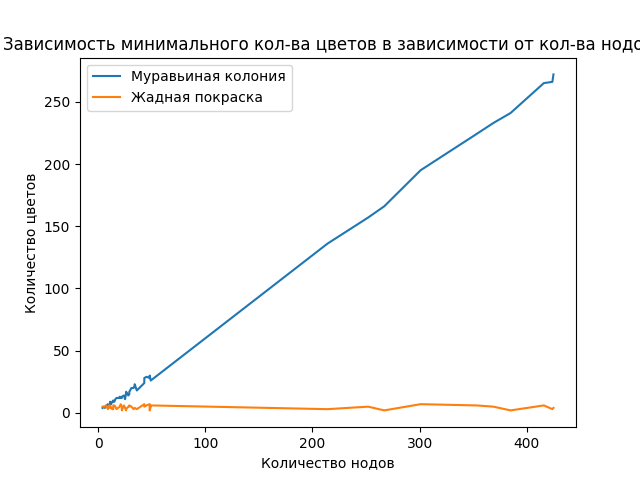 Зависимость минимального кол-ва цветов в зависимости от кол-ва нодо
Муравьиная колония
Жадная покраска
Количество цветов
250
200
150
100
50
0
0
100
200
300
400
Количество нодов